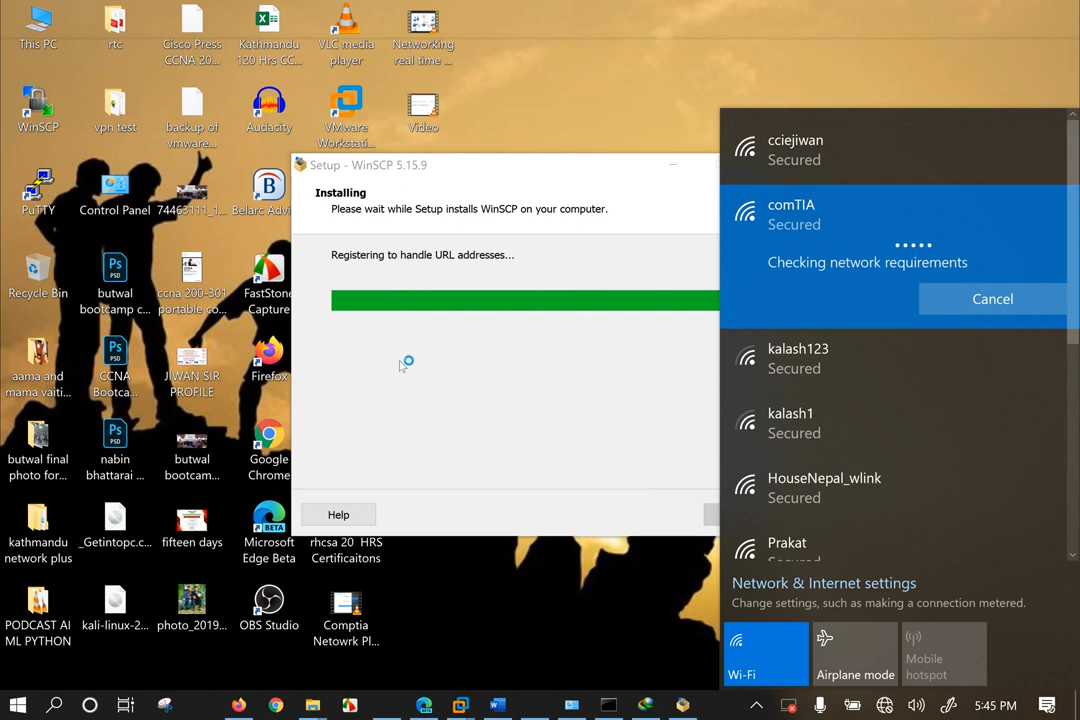 This PC
rtc
Cisco Press
CCNA 20...
Kathmandu
120 Hrs CC...
VLC media
player
Networking
real time ...
WinSCP
vpn test
backup of
vmware...
Audacity
VMware
Workstati...
Video
PuTTY
Control Panel
74463111_1...
Belarc Advi
Recycle Bin
butwal
bootcamp c...
ccna 200-301
portable co...
FastStone
Capture
aama and
mama vaiti...
CCNA
Bootca...
JIWAN SIR
PROFILE
Firefox
butwal final
photo for...
nabin
bhattarai ...
butwal
bootcam...
Google
Chrome
kathmandu
network plus
_Getintopc.c...
fifteen days
Microsoft
Edge Beta
rhcsa 20 HRS
Certificaitons
PODCAST AI
ML PYTHON
kali-linux-2...
photo_2019...
OBS Studio
Comptia
Netowrk Pl...
Setup - WinSCP 5.15.9
Installing
Please wait while Setup installs WinSCP on your computer.
Registering to handle URL addresses...
Help
cciejiwan
Secured
comTIA
Secured
Checking network requirements
Cancel
kalash123
Secured
kalash1
Secured
HouseNepal_wlink
Secured
Prakat
Network & Internet settings
Change settings, such as making a connection metered.
Wi-Fi
Airplane mode
Mobile
hotspot
5:45 PM